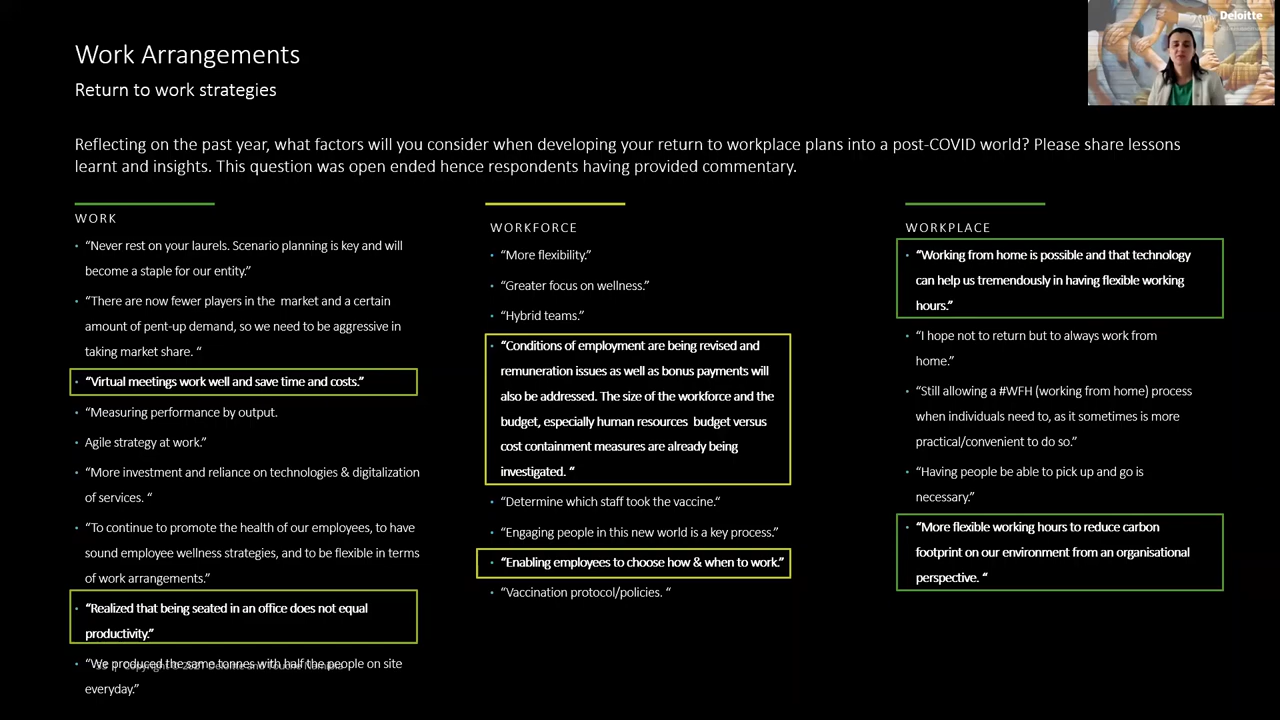 Deloitte
Work Arrangements
Return to work strategies
Reflecting on the past year, what factors will you consider when developing your return to workplace plans into a post-COVID world? Please share lessons
learnt and insights. This question was open ended hence respondents having provided commentary.
WORK
• “Never rest on your laurels. Scenario planning is key and will
become a staple for our entity.”
• “There are now fewer players in the market and a certain
amount of pent-up demand, so we need to be aggressive in
taking market share. “
• “Virtual meetings work well and save time and costs.”
• “Measuring performance by output.
• Agile strategy at work.”
• “More investment and reliance on technologies & digitalization
of services. “
• “To continue to promote the health of our employees, to have
sound employee wellness strategies, and to be flexible in terms
of work arrangements.”
• “Realized that being seated in an office does not equal
productivity.”
• “We produced the same tonnes with half the people on site
everyday.”
WORKFORCE
• “More flexibility.”
• “Greater focus on wellness.”
• “Hybrid teams.”
• “Conditions of employment are being revised and
remuneration issues as well as bonus payments will
also be addressed. The size of the workforce and the
budget, especially human resources budget versus
cost containment measures are already being
investigated. “
• “Determine which staff took the vaccine.“
• “Engaging people in this new world is a key process.”
• “Enabling employees to choose how & when to work.”
• “Vaccination protocol/policies. “
WORKPLACE
• “Working from home is possible and that technology
can help us tremendously in having flexible working
hours.”
• “I hope not to return but to always work from
home.”
• “Still allowing a #WFH (working from home) process
when individuals need to, as it sometimes is more
practical/convenient to do so.”
• “Having people be able to pick up and go is
necessary.”
• “More flexible working hours to reduce carbon
footprint on our environment from an organisational
perspective. “